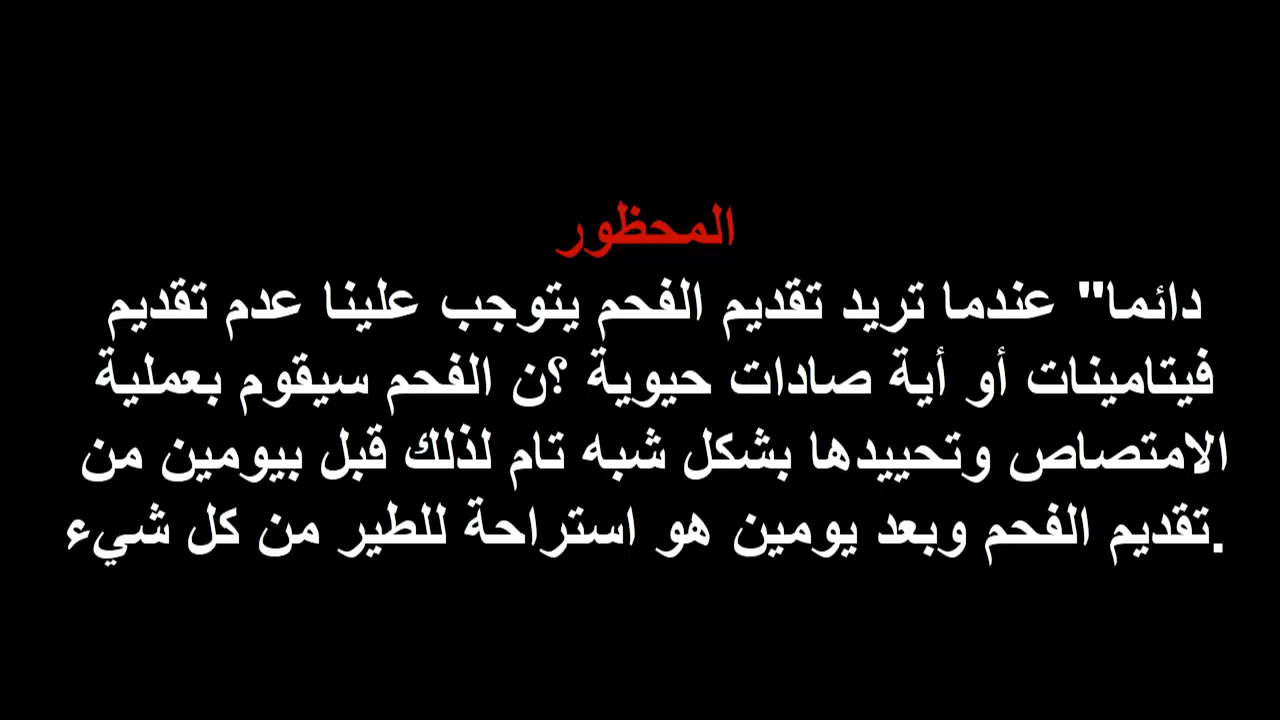 المحظور
دائما" عندما تريد تقديم الفحم يتوجب علينا عدم تقديم
فيتامينات أو أية صادات حيوية ؟ن الفحم سيقوم بعملية
الامتصاص وتحييدها بشكل شبه تام لذلك قبل بيومين من
.تقديم الفحم وبعد يومين هو استراحة للطير من كل شيء